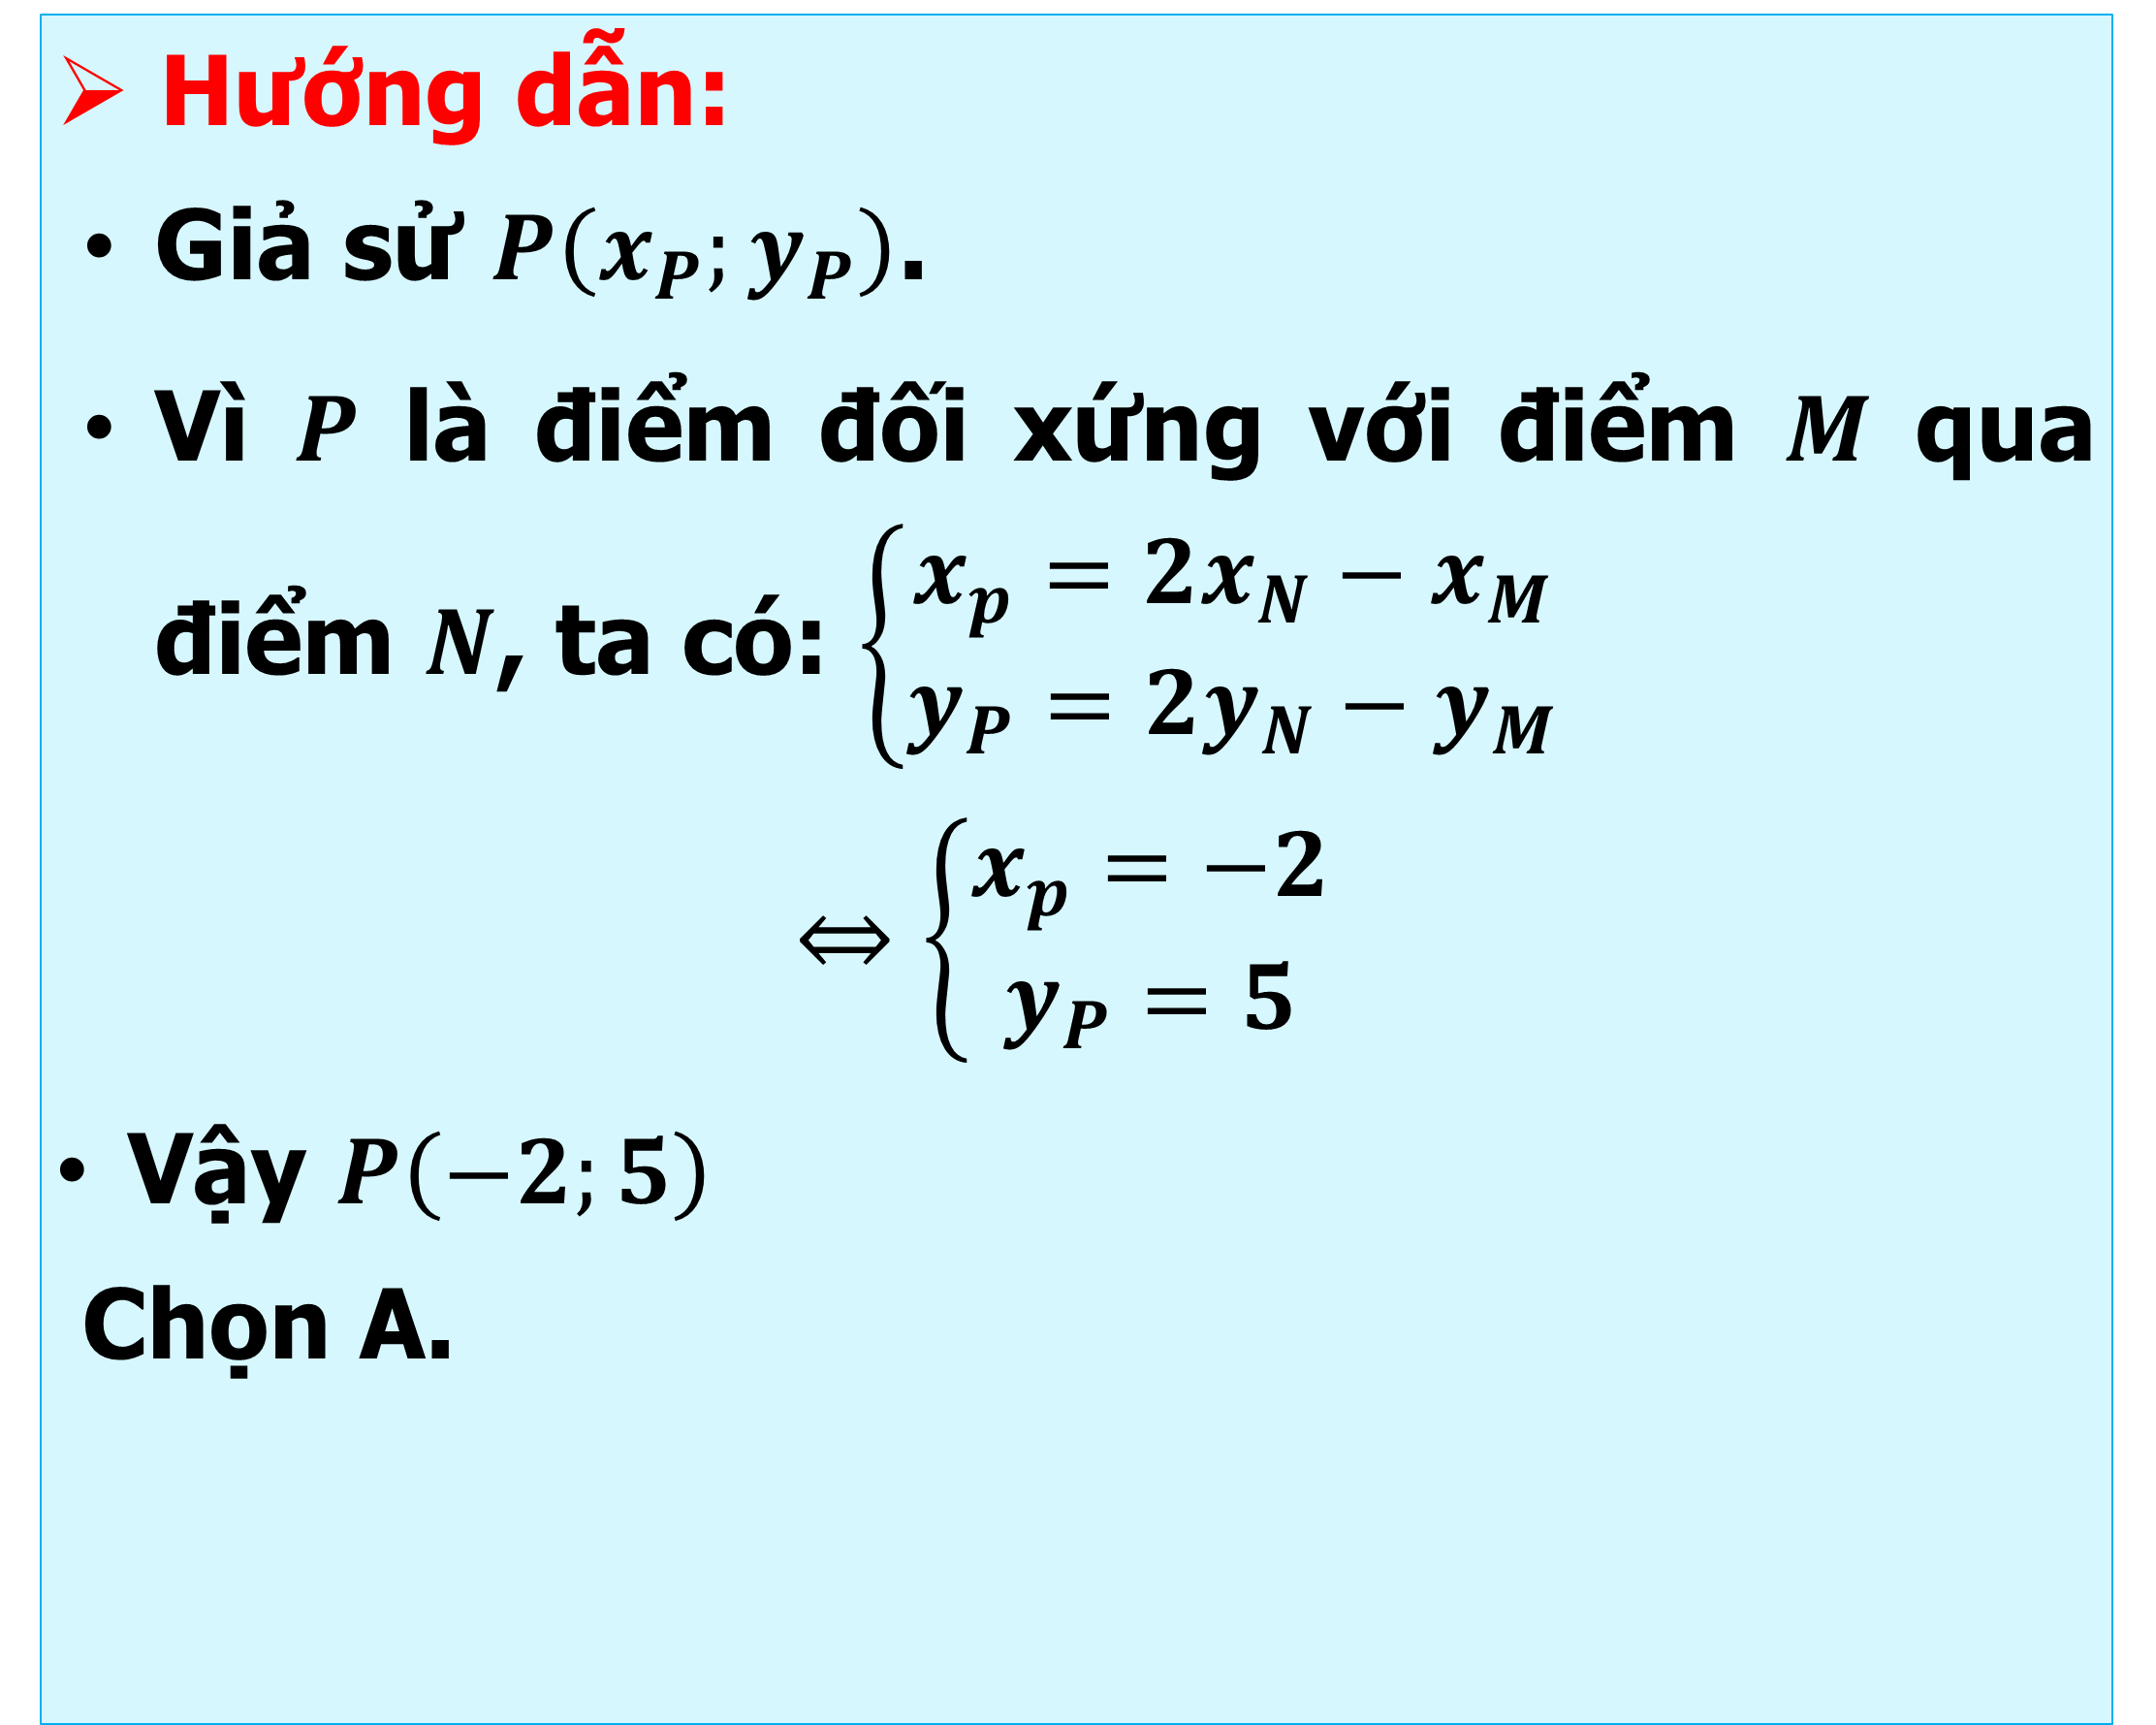 ➢ Hướng dẫn:
• Giả sử P(x_P; y_P).
• Vì P là điểm đối xứng với điểm M qua
điểm N, ta có: { x_p = 2x_N − x_M
y_P = 2y_N − y_M
⇔ { x_p = −2
y_P = 5
• Vậy P(−2; 5)
Chọn A.